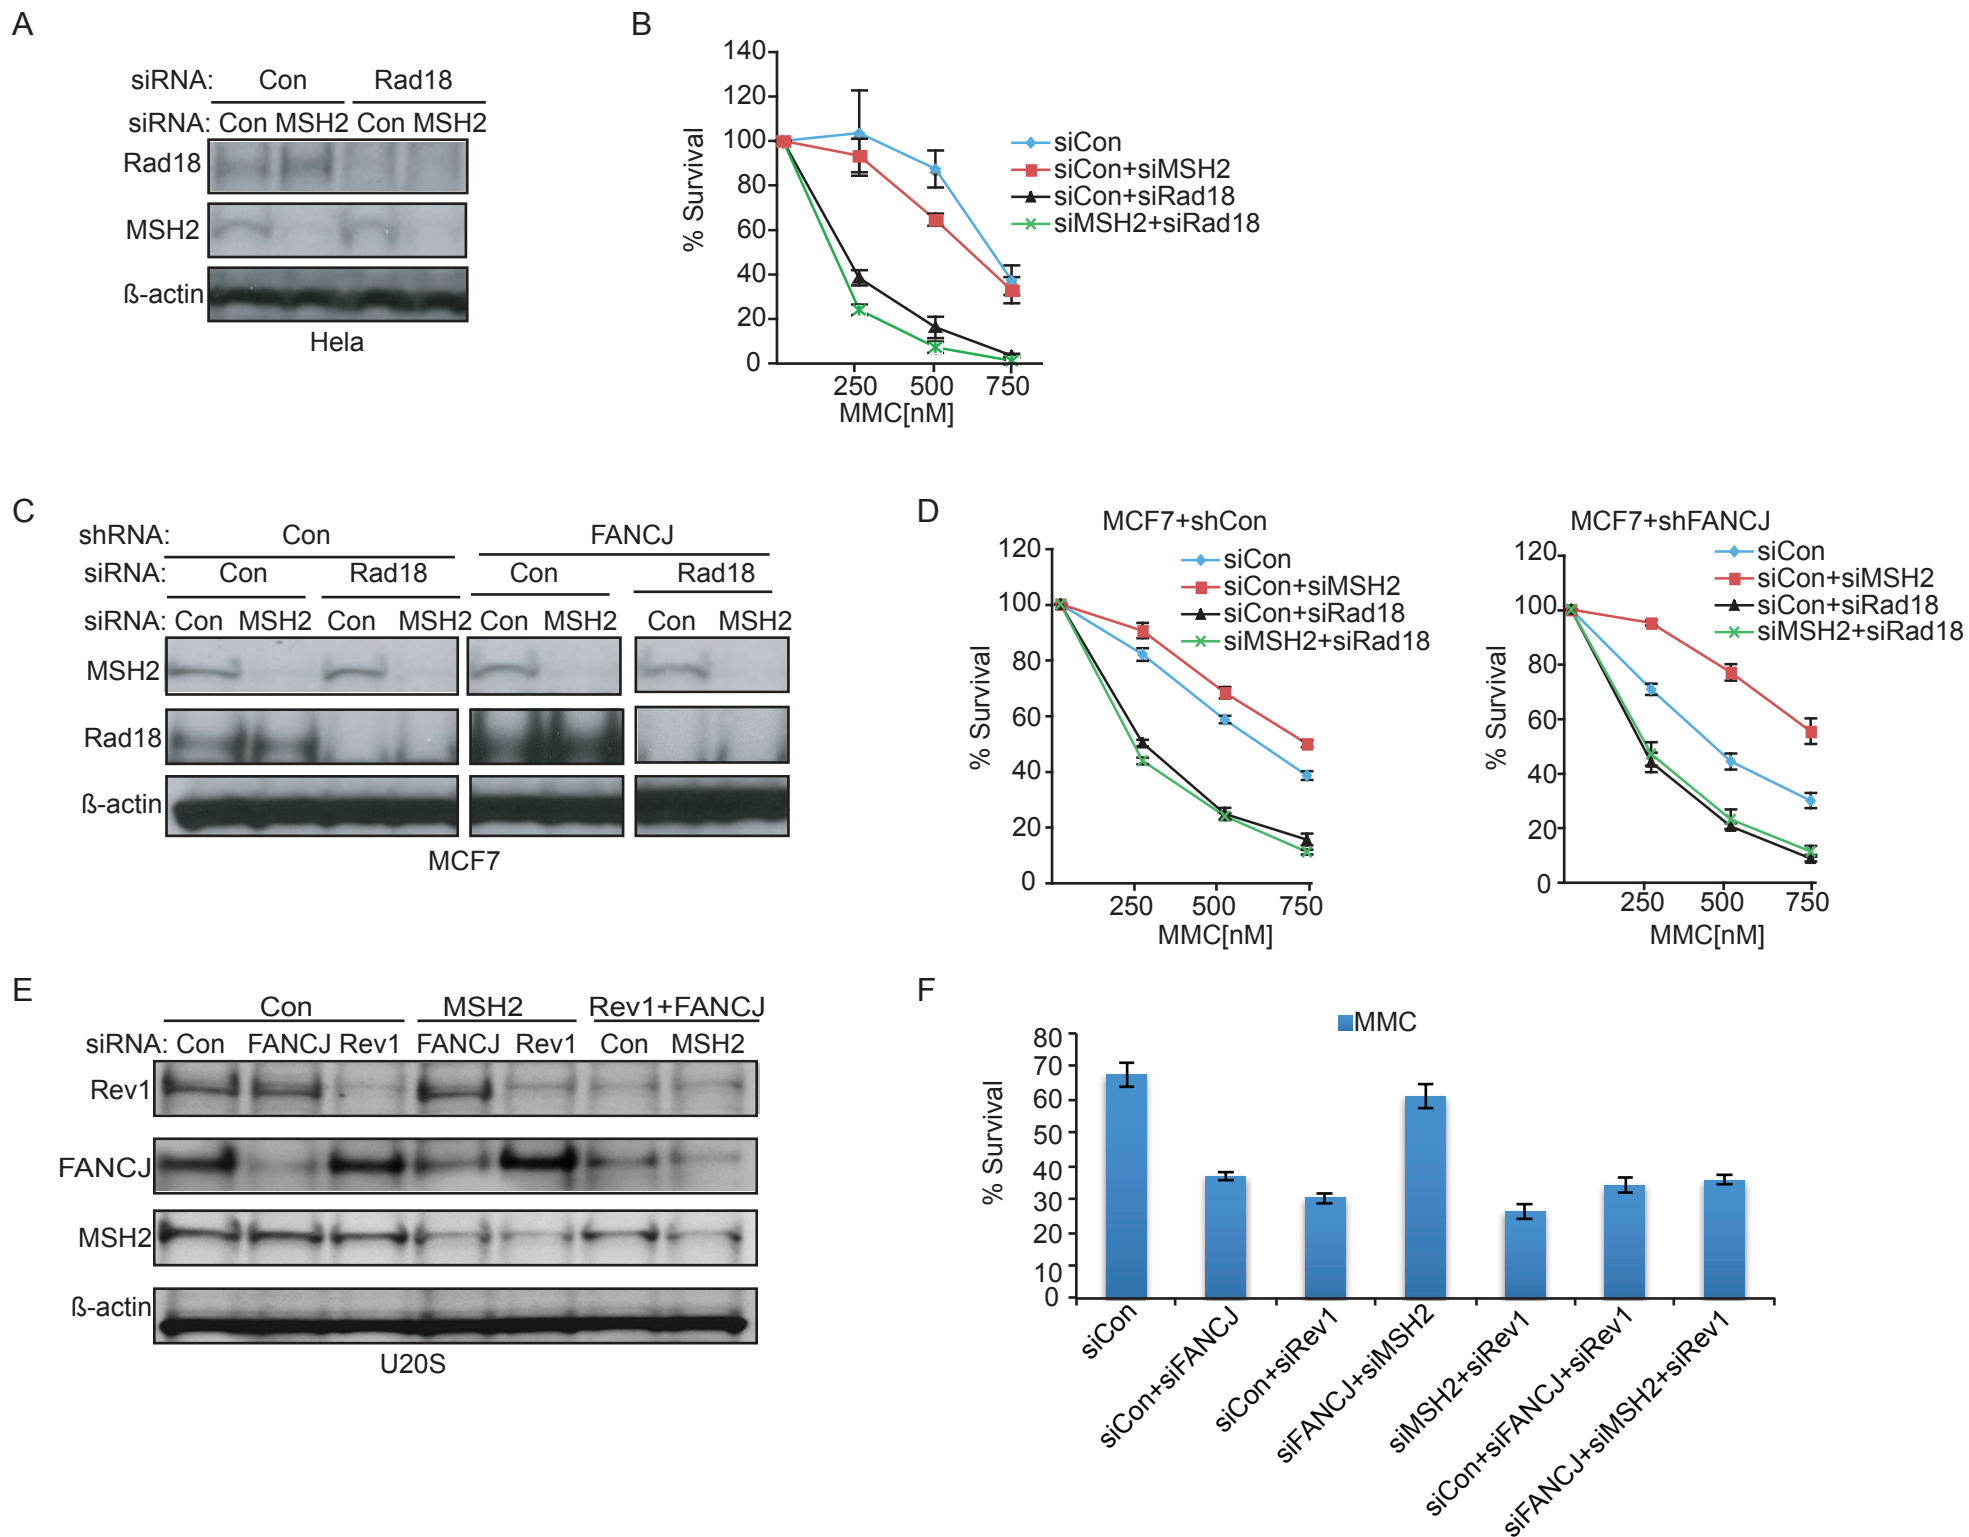 A
siRNA: Con Rad18
siRNA: Con MSH2 Con MSH2
Rad18
MSH2
ß-actin
Hela
B
140
120
100
80
60
40
20
0
% Survival
250 500 750
MMC[nM]
siCon
siCon+siMSH2
siCon+siRad18
siMSH2+siRad18
C
shRNA: Con FANCJ
siRNA: Con Rad18 Con Rad18
siRNA: Con MSH2 Con MSH2 Con MSH2 Con MSH2
MSH2
Rad18
ß-actin
MCF7
D
MCF7+shCon
120
100
80
60
40
20
0
% Survival
250 500 750
MMC[nM]
siCon
siCon+siMSH2
siCon+siRad18
siMSH2+siRad18
MCF7+shFANCJ
120
100
80
60
40
20
0
% Survival
250 500 750
MMC[nM]
siCon
siCon+siMSH2
siCon+siRad18
siMSH2+siRad18
E
Con MSH2 Rev1+FANCJ
siRNA: Con FANCJ Rev1 FANCJ Rev1 Con MSH2
Rev1
FANCJ
MSH2
ß-actin
U20S
F
MMC
80
70
60
50
40
30
20
10
0
% Survival
siCon
siCon+siFANCJ
siCon+siRev1
siFANCJ+siMSH2
siMSH2+siRev1
siCon+siFANCJ+siRev1
siFANCJ+siMSH2+siRev1